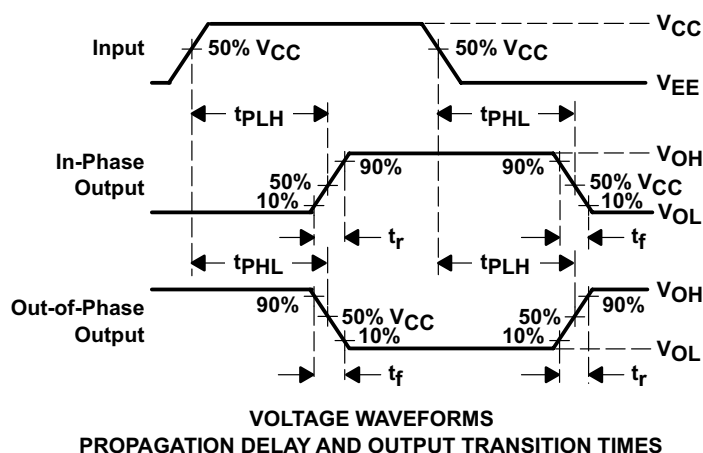 VCC
Input
50% VCC
50% VCC
VEE
tPLH
tPHL
In-Phase
Output
VOH
90%
90%
50%
50% VCC
10%
10%
VOL
tr
tf
tPHL
tPLH
Out-of-Phase
Output
VOH
90%
90%
50% VCC
50%
10%
10%
VOL
tf
tr
VOLTAGE WAVEFORMS
PROPAGATION DELAY AND OUTPUT TRANSITION TIMES